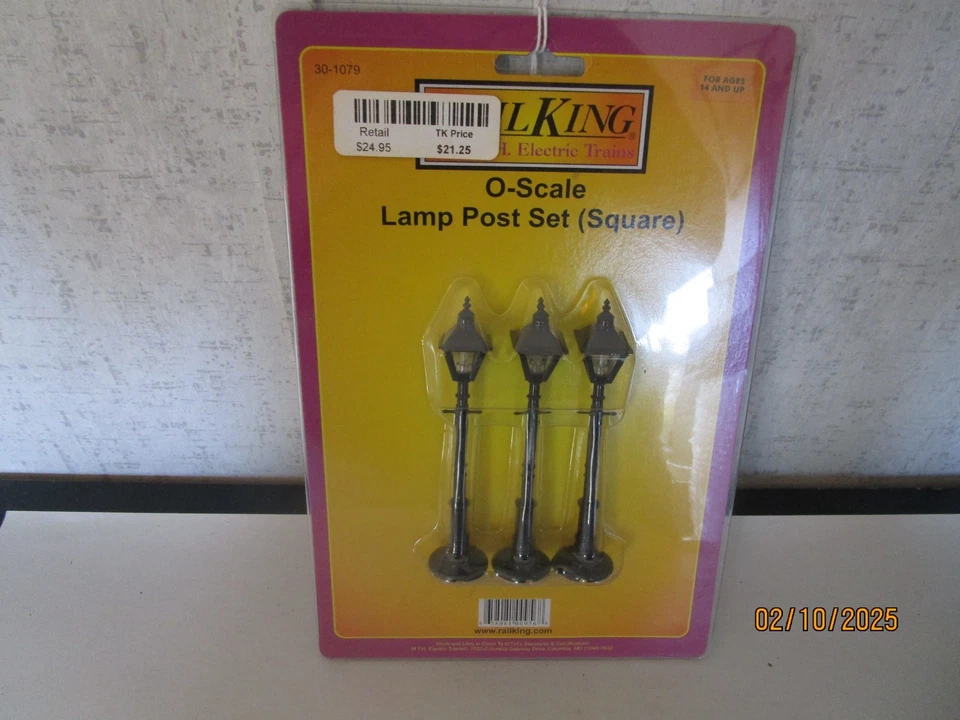 30-1079
FOR AGES
14 AND UP
Retail TK Price
$24.95 $21.25
ILKING®
H. Electric Trains
O-Scale
Lamp Post Set (Square)
www.railking.com
02/10/2025